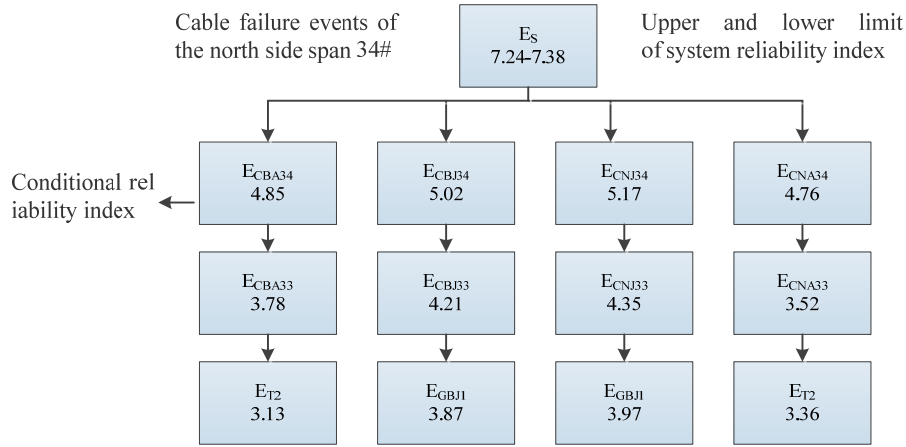 Cable failure events of
the north side span 34#
E_S
7.24-7.38
Upper and lower limit
of system reliability index
Conditional rel
iability index
E_CBA34
4.85
E_CBJ34
5.02
E_CNJ34
5.17
E_CNA34
4.76
E_CBA33
3.78
E_CBJ33
4.21
E_CNJ33
4.35
E_CNA33
3.52
E_T2
3.13
E_GBJ1
3.87
E_GBJ1
3.97
E_T2
3.36